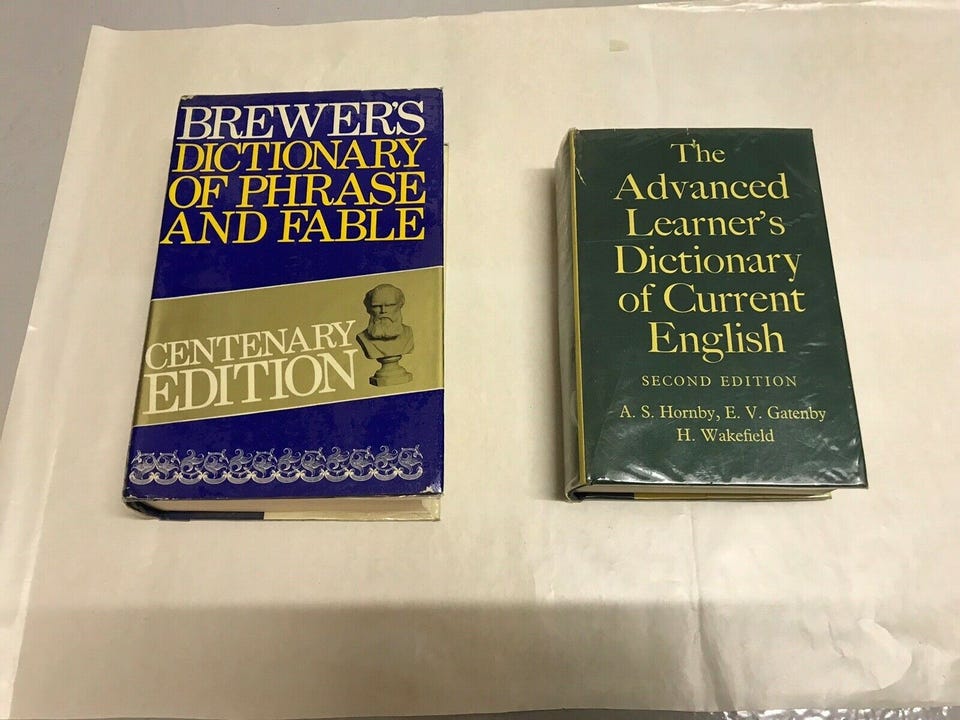 BREWER'S
DICTIONARY
OF PHRASE
AND FABLE
CENTENARY
EDITION
The
Advanced
Learner's
Dictionary
of Current
English
SECOND EDITION
A. S. Hornby, E. V. Gatenby
H. Wakefield